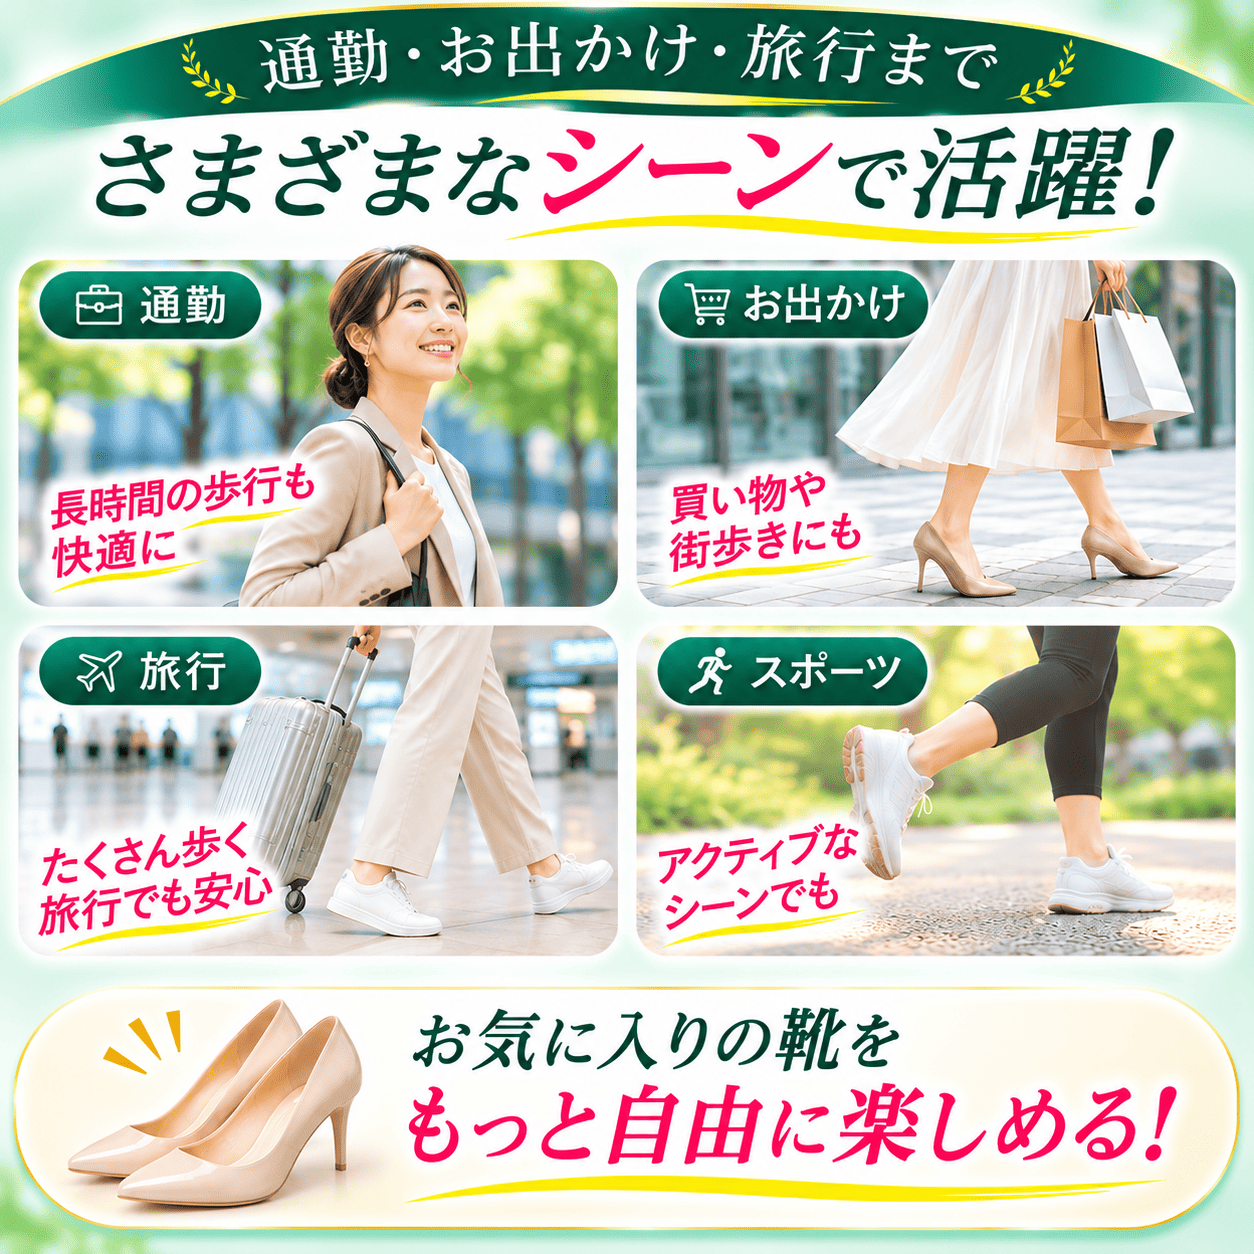 通勤・お出かけ・旅行まで
さまざまなシーンで活躍！
通勤
長時間の歩行も
快適に
お出かけ
買い物や
街歩きにも
旅行
たくさん歩く
旅行でも安心
スポーツ
アクティブな
シーンでも
お気に入りの靴を
もっと自由に楽しめる！